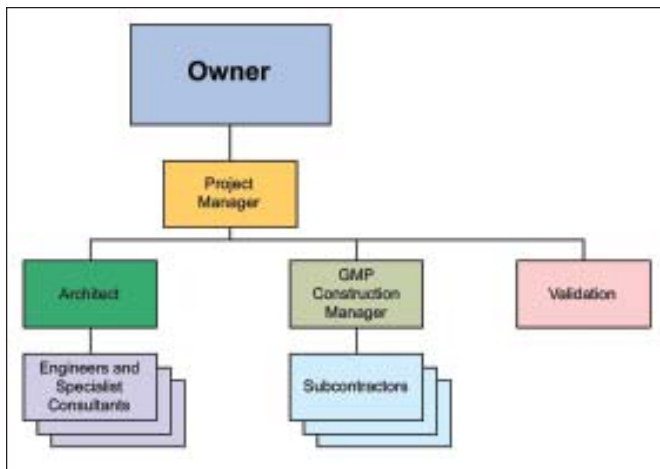 Owner
Project
Manager
Architect
GMP
Construction
Manager
Validation
Engineers and
Specialist
Consultants
Subcontractors